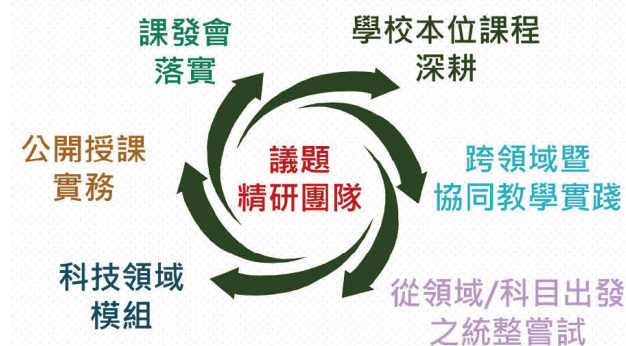 課發會
落實
學校本位課程
深耕
公開授課
實務
議題
精研團隊
跨領域暨
協同教學實踐
科技領域
模組
從領域/科目出發
之統整嘗試